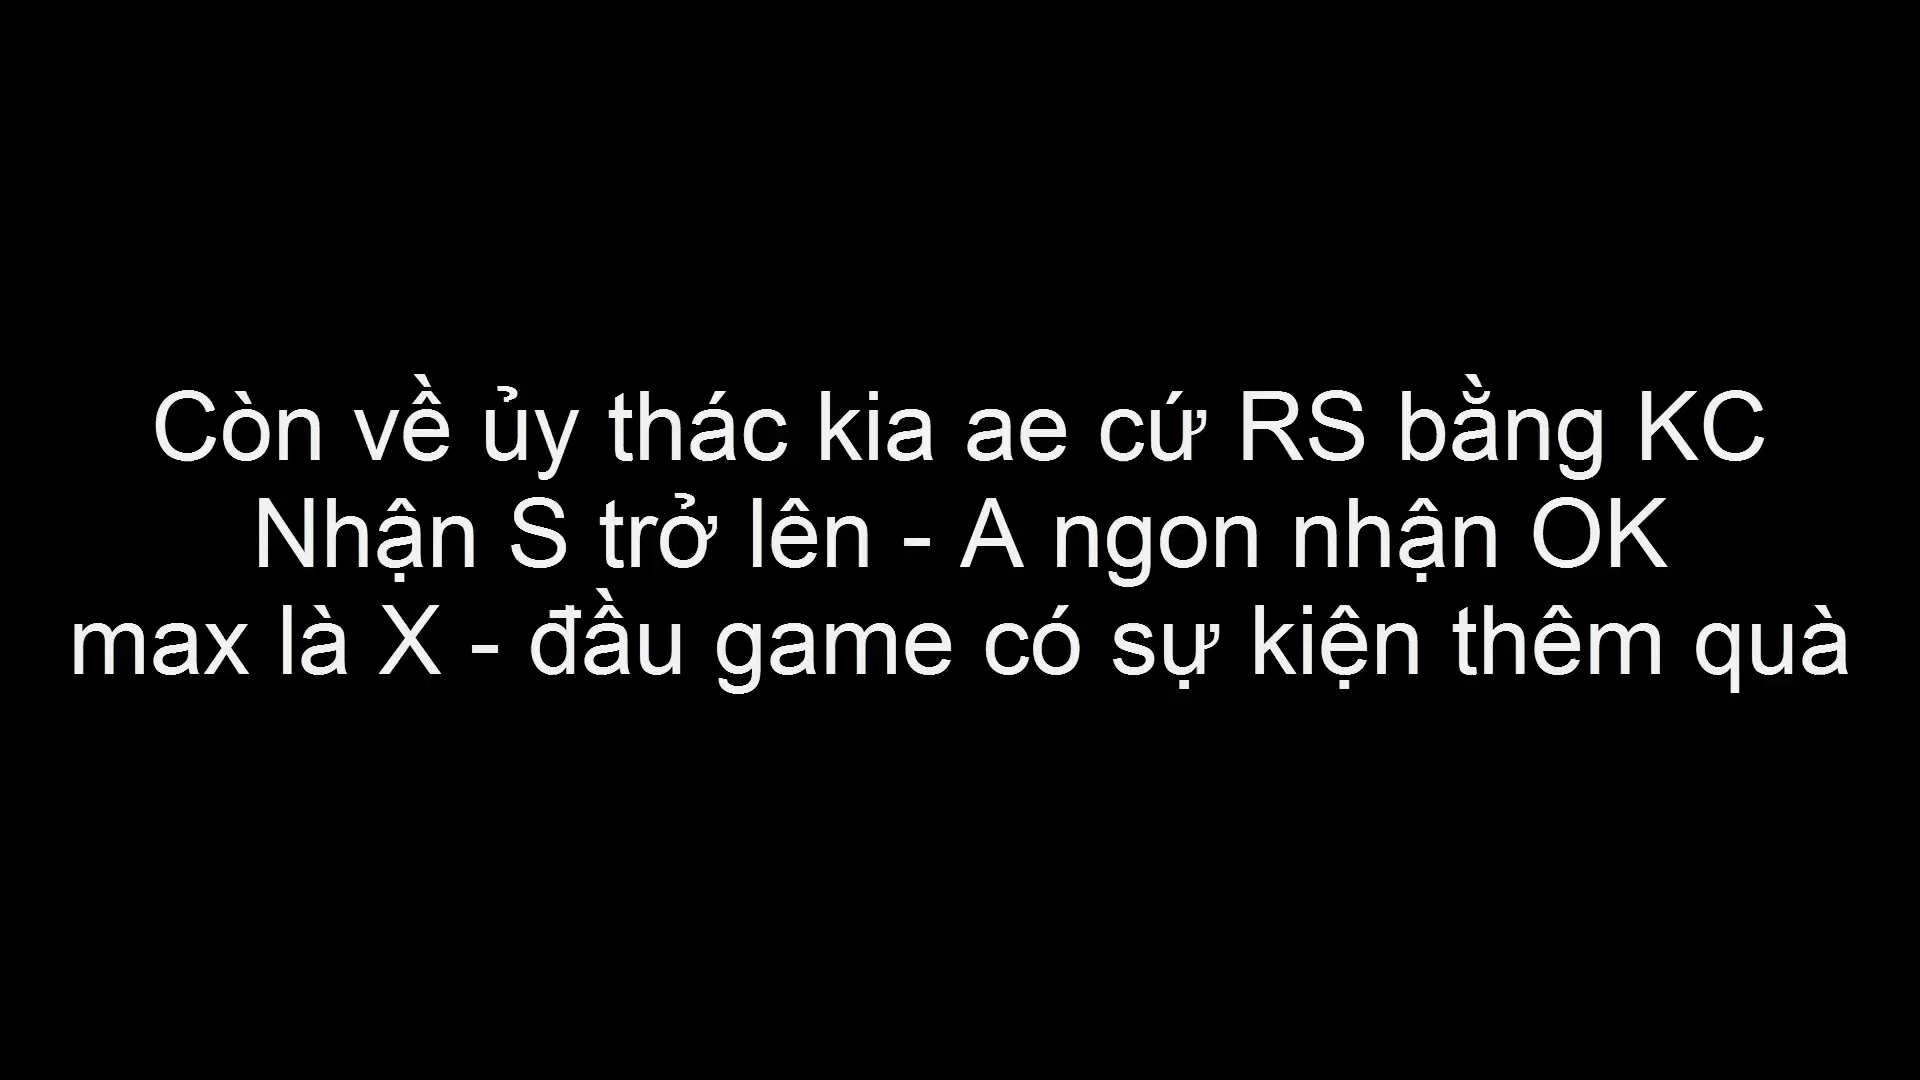 Còn về ủy thác kia ae cứ RS bằng KC
Nhận S trở lên - A ngon nhận OK
max là X - đầu game có sự kiện thêm quà